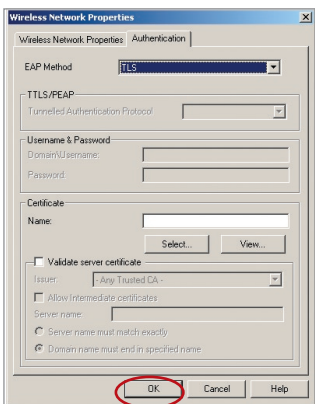 Wireless Network Properties
Wireless Network Properties Authentication
EAP Method TLS
TTLS/PEAP
Tunnelled Authentication Protocol
Username & Password
Domain\Username:
Password
Certificate
Name:
Select... View...
Validate server certificate
Issuer: - Any Trusted CA -
Allow Intermediate certificates
Server name:
Server name must match exactly
Domain name must end in specified name
OK Cancel Help